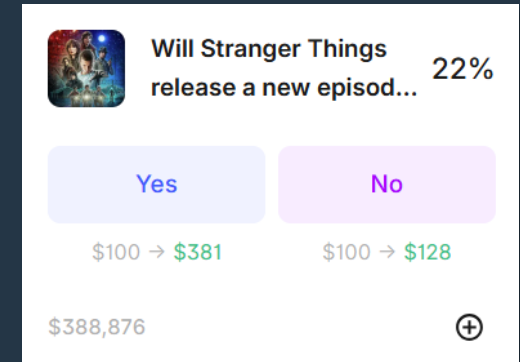 Will Stranger Things
release a new episod...
22%
Yes
No
$100 → $381
$100 → $128
$388,876